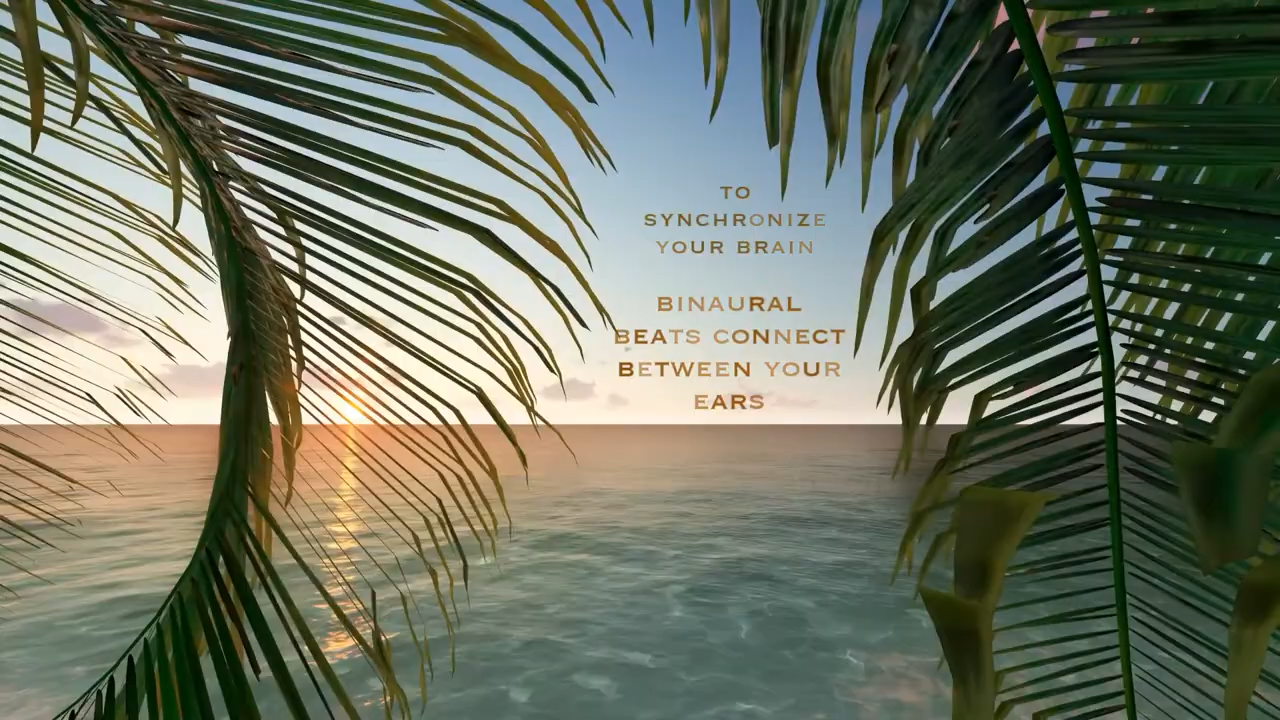 TO
SYNCHRONIZE
YOUR BRAIN
BINAURAL
BEATS CONNECT
BETWEEN YOUR
EARS